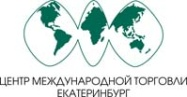 ЦЕНТР МЕЖДУНАРОДНОЙ ТОРГОВЛИ
ЕКАТЕРИНБУРГ